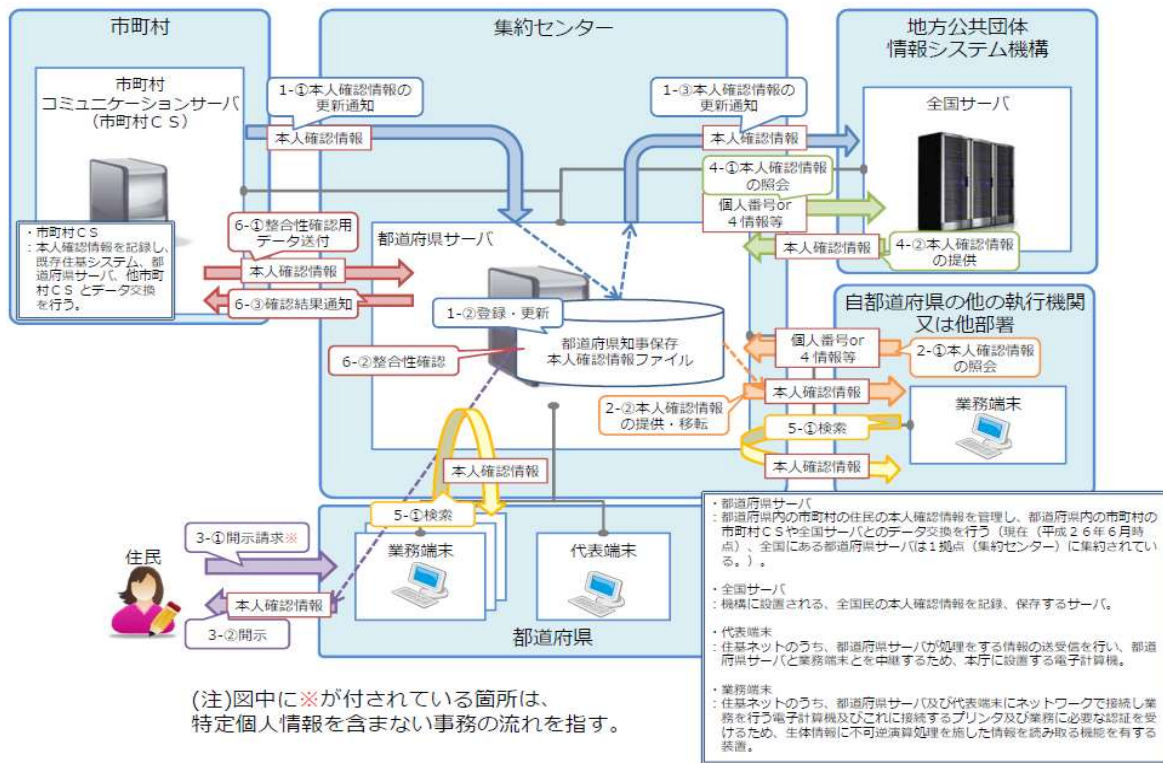 市町村
集約センター
地方公共団体
情報システム機構
市町村
コミュニケーションサーバ
(市町村CS)
1-①本人確認情報の
更新通知
本人確認情報
1-③本人確認情報の
更新通知
本人確認情報
全国サーバ
4-①本人確認情報
の照会
個人番号or
4情報等
本人確認情報
4-②本人確認情報
の提供
・市町村CS
:本人確認情報を記録し、
既存住基システム、都
道府県サーバ、他市町
村CSとデータ交換
を行う。
6-①整合性確認用
データ送付
本人確認情報
6-③確認結果通知
都道府県サーバ
1-②登録・更新
都道府県知事保存
本人確認情報ファイル
6-②整合性確認
自都道府県の他の執行機関
又は他部署
個人番号or
4情報等
2-①本人確認情報
の照会
本人確認情報
2-②本人確認情報
の提供・移転
業務端末
5-①検索
本人確認情報
本人確認情報
5-①検索
3-①開示請求※
住民
本人確認情報
3-②開示
業務端末
代表端末
都道府県
・都道府県サーバ
:都道府県内の市町村の住民の本人確認情報を管理し、都道府県内の市町村の
市町村CSや全国サーバとのデータ交換を行う(現在(平成26年6月時
点)、全国にある都道府県サーバは1拠点(集約センター)に集約されてい
る。)。
・全国サーバ
:機構に設置される、全国民の本人確認情報を記録、保存するサーバ。
・代表端末
:住基ネットのうち、都道府県サーバが処理をする情報の送受信を行い、都道
府県サーバと業務端末とを中継するため、本庁に設置する電子計算機。
・業務端末
:住基ネットのうち、都道府県サーバ及び代表端末にネットワークで接続し業
務を行う電子計算機及びこれに接続するプリンタ及び業務に必要な認証を受
けるため、生体情報に不可逆演算処理を施した情報を読み取る機能を有する
装置。
(注)図中に※が付されている箇所は、
特定個人情報を含まない事務の流れを指す。